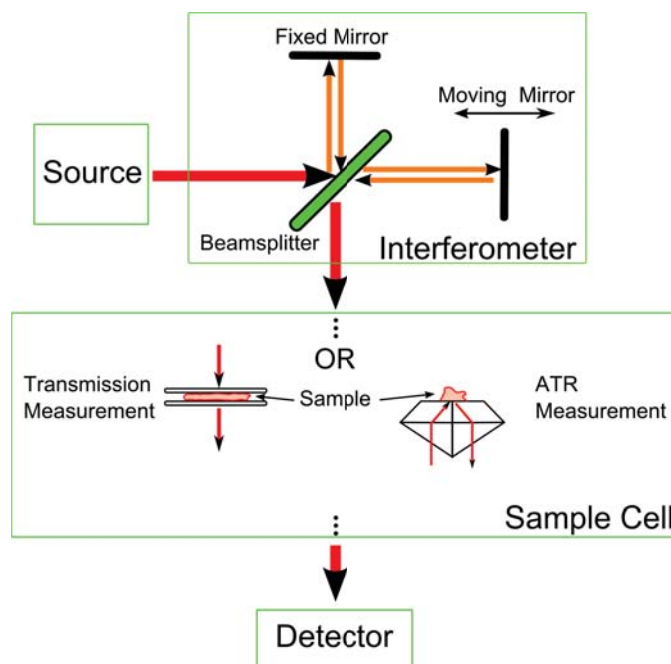 Fixed Mirror
Moving Mirror
Source
Beamsplitter
Interferometer
OR
Transmission
Measurement
Sample
ATR
Measurement
Sample Cell
Detector